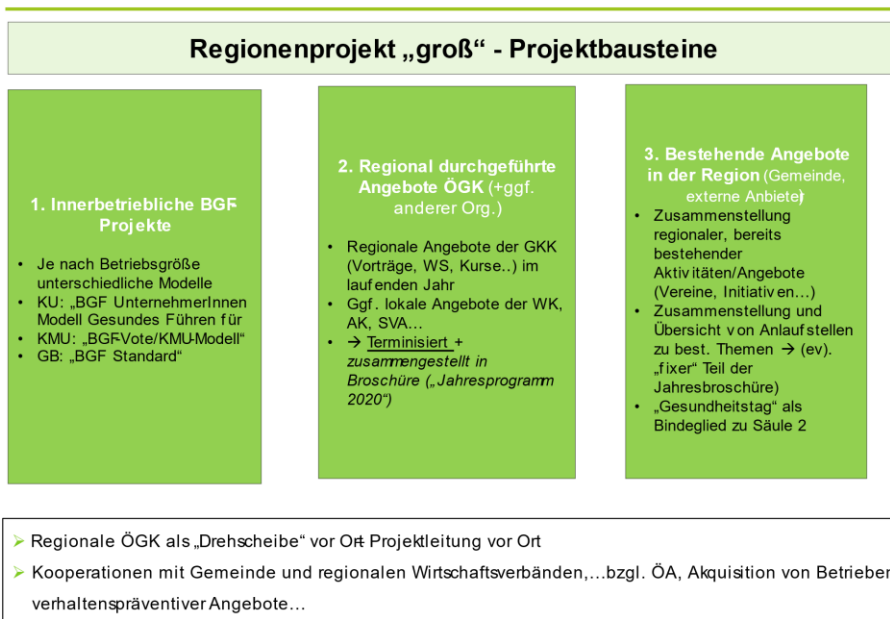 Regionenprojekt „groß“ - Projektbausteine
1. Innerbetriebliche BGF-
Projekte
• Je nach Betriebsgröße
unterschiedliche Modelle
• KU: „BGF UnternehmerInnen
Modell Gesundes Führen für
• KMU: „BGF-Vote/KMU-Modell“
• GB: „BGF Standard“
2. Regional durchgeführte
Angebote ÖGK (+ggf.
anderer Org.)
• Regionale Angebote der GKK
(Vorträge, WS, Kurse..) im
laufenden Jahr
• Ggf. lokale Angebote der WK,
AK, SVA…
• → Terminisiert +
zusammengestellt in
Broschüre („Jahresprogramm
2020“)
3. Bestehende Angebote
in der Region (Gemeinde,
externe Anbieter)
• Zusammenstellung
regionaler, bereits
bestehender
Aktivitäten/Angebote
(Vereine, Initiativen…)
• Zusammenstellung und
Übersicht von Anlaufstellen
zu best. Themen → (ev).
„fixer“ Teil der
Jahresbroschüre)
• „Gesundheitstag“ als
Bindeglied zu Säule 2
➢ Regionale ÖGK als „Drehscheibe“ vor Ort- Projektleitung vor Ort
➢ Kooperationen mit Gemeinde und regionalen Wirtschaftsverbänden,…bzgl. ÖA, Akquisition von
verhaltenspräventiver Angebote…